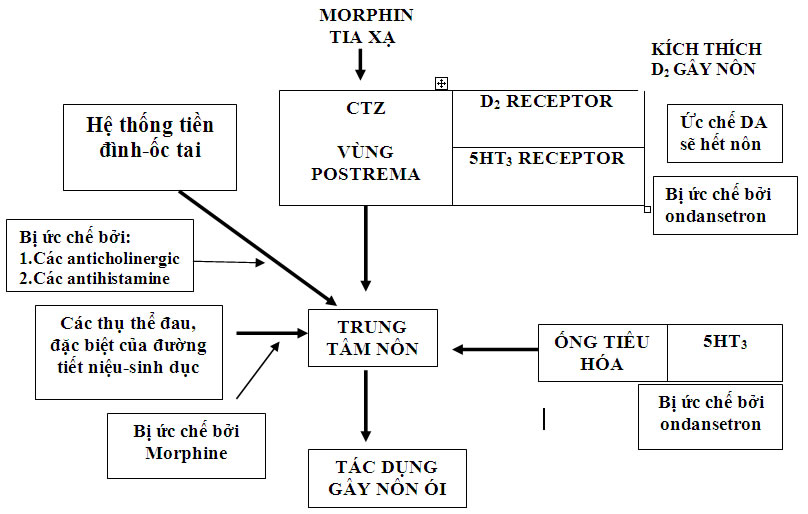 MORPHIN
TIA XẠ
KÍCH THÍCH
D2 GÂY NÔN
CTZ
VÙNG
POSTREMA
D2 RECEPTOR
5HT3 RECEPTOR
Ức chế DA
sẽ hết nôn
Bị ức chế bởi
ondansetron
Hệ thống tiền
đình-ốc tai
Bị ức chế bởi:
1.Các anticholinergic
2.Các antihistamine
Các thụ thể đau,
đặc biệt của đường
tiết niệu-sinh dục
TRUNG
TÂM NÔN
ỐNG TIÊU
HÓA
5HT3
Bị ức chế bởi
ondansetron
Bị ức chế bởi
Morphine
TÁC DỤNG
GÂY NÔN ÓI